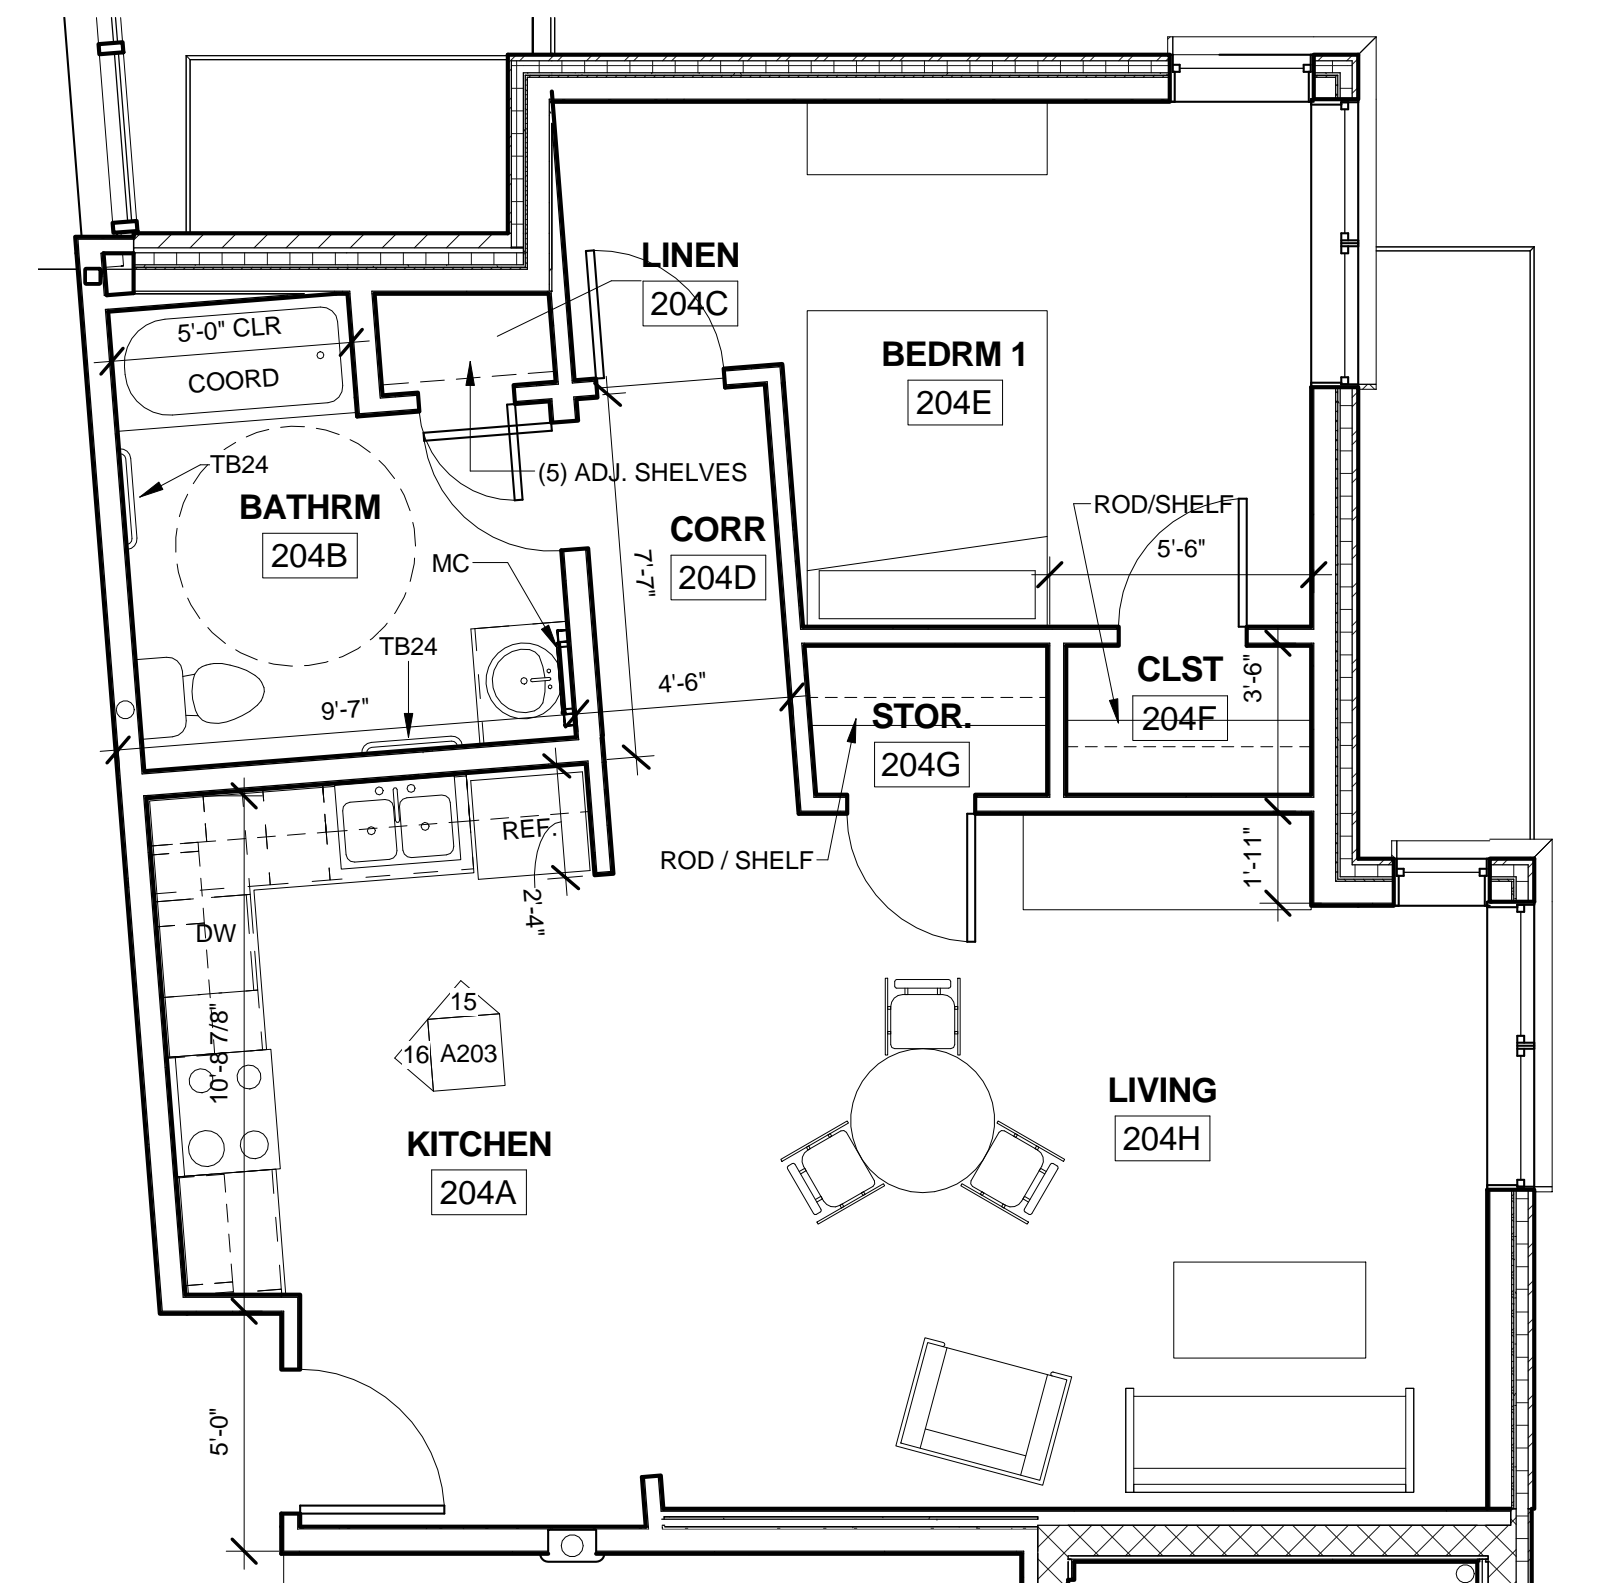 LINEN
204C
5'-0" CLR
COORD
BEDRM 1
204E
TB24
(5) ADJ. SHELVES
BATHRM
204B
CORR
204D
ROD/SHELF
5'-6"
MC
7'-7"
TB24
9'-7"
4'-6"
CLST
204F
3'-6"
STOR.
204G
REF.
ROD / SHELF
2'-4"
1'-11"
DW
10'-8 7/8"
15
16 A203
KITCHEN
204A
LIVING
204H
5'-0"